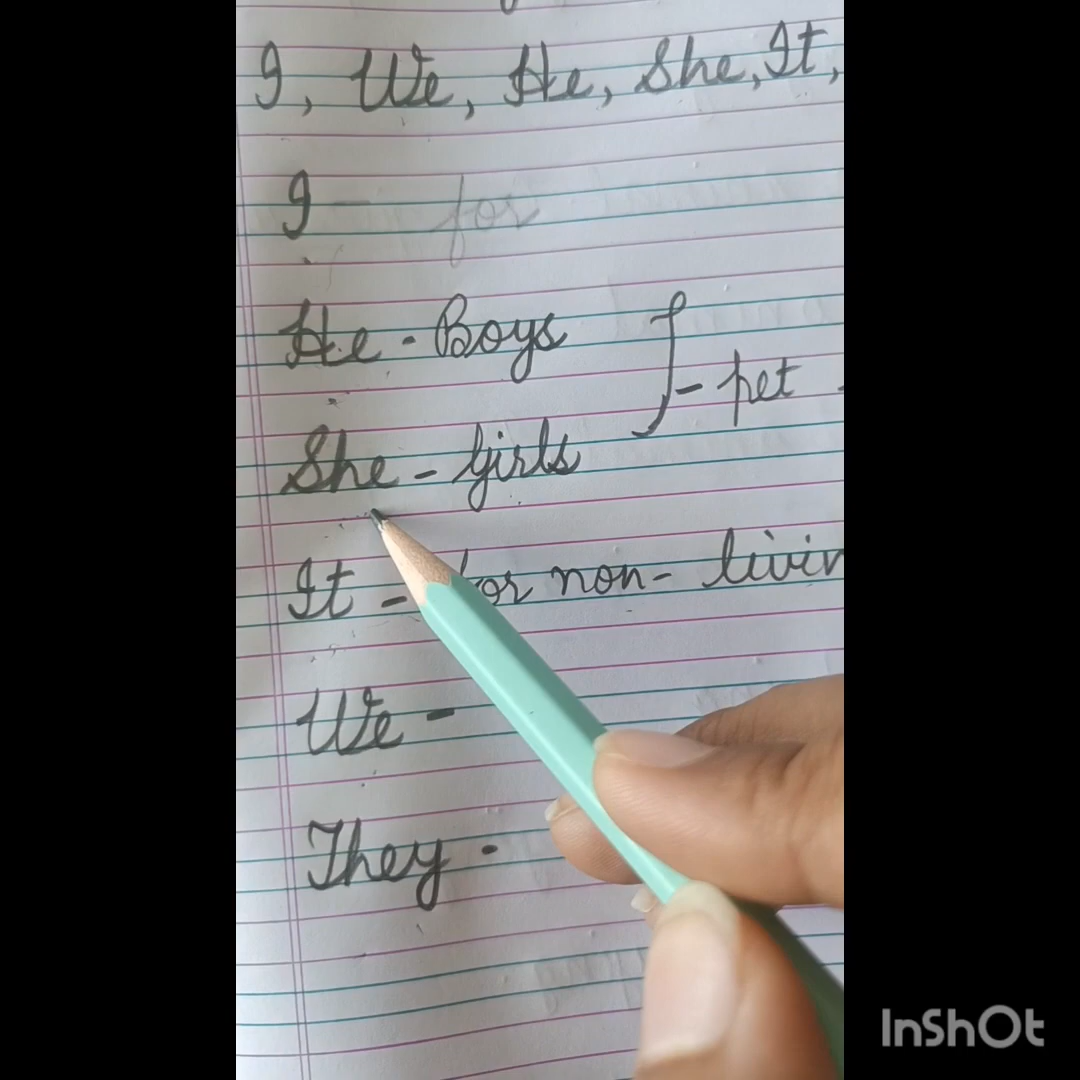 I, We, He, She, It,
I - for
He - Boys
- pet -
She - Girls
It - for non-livin
We -
They -
InShOt